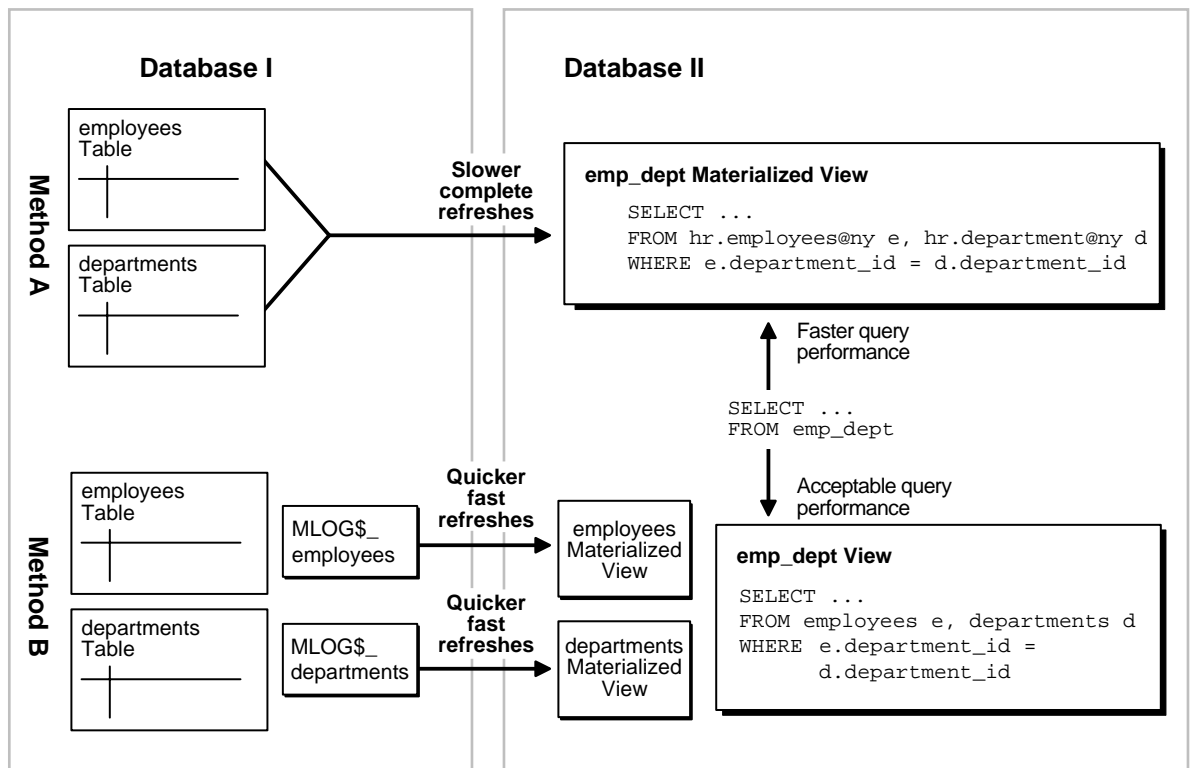 Database I
Database II
Method A
employees
Table
departments
Table
Slower
complete
refreshes
emp_dept Materialized View
SELECT ...
FROM hr.employees@ny e, hr.department@ny d
WHERE e.department_id = d.department_id
Faster query
performance
SELECT ...
FROM emp_dept
Acceptable query
performance
Method B
employees
Table
MLOG$_
employees
Quicker
fast
refreshes
employees
Materialized
View
departments
Table
MLOG$_
departments
Quicker
fast
refreshes
departments
Materialized
View
emp_dept View
SELECT ...
FROM employees e, departments d
WHERE e.department_id =
d.department_id